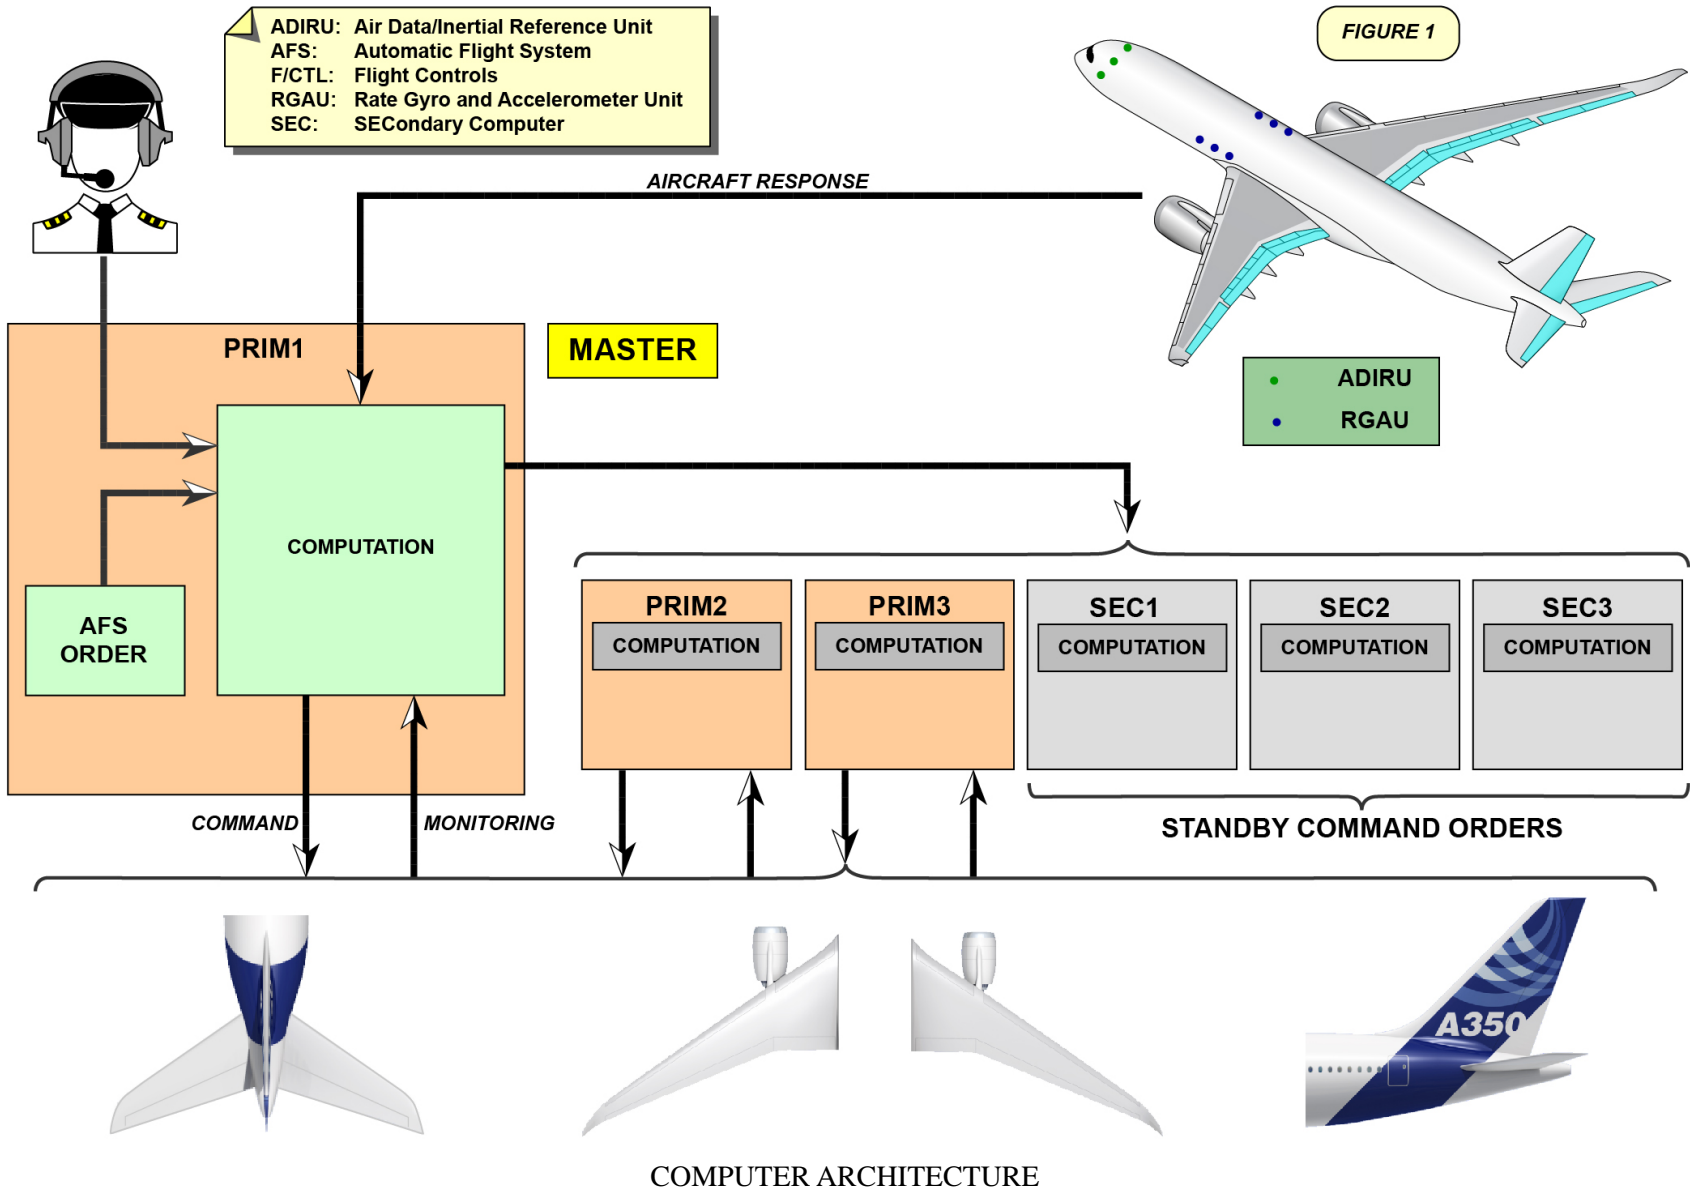 ADIRU: Air Data/Inertial Reference Unit
AFS: Automatic Flight System
F/CTL: Flight Controls
RGAU: Rate Gyro and Accelerometer Unit
SEC: SECondary Computer
FIGURE 1
AIRCRAFT RESPONSE
PRIM1
MASTER
ADIRU
RGAU
COMPUTATION
AFS
ORDER
PRIM2
COMPUTATION
PRIM3
COMPUTATION
SEC1
COMPUTATION
SEC2
COMPUTATION
SEC3
COMPUTATION
COMMAND
MONITORING
STANDBY COMMAND ORDERS
A350
COMPUTER ARCHITECTURE